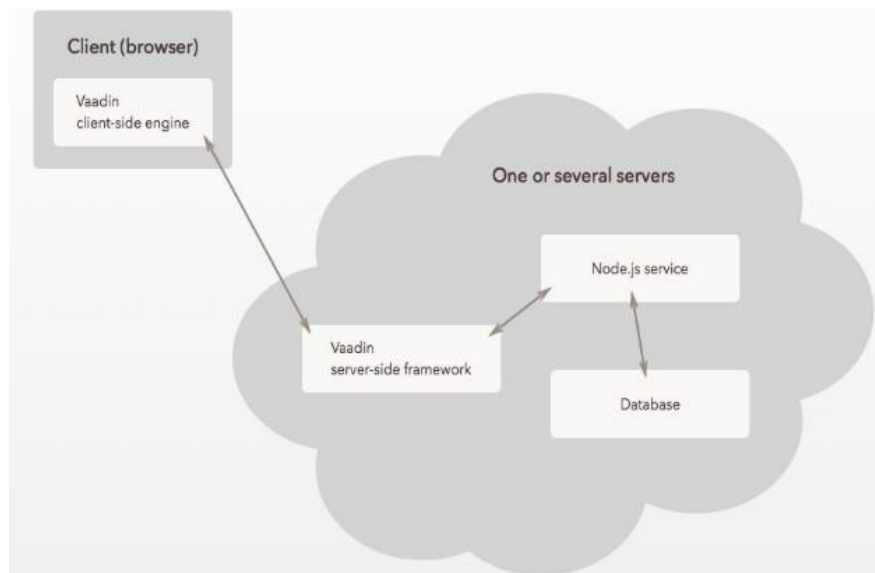 Client (browser)
Vaadin
client-side engine
One or several servers
Node.js service
Vaadin
server-side framework
Database